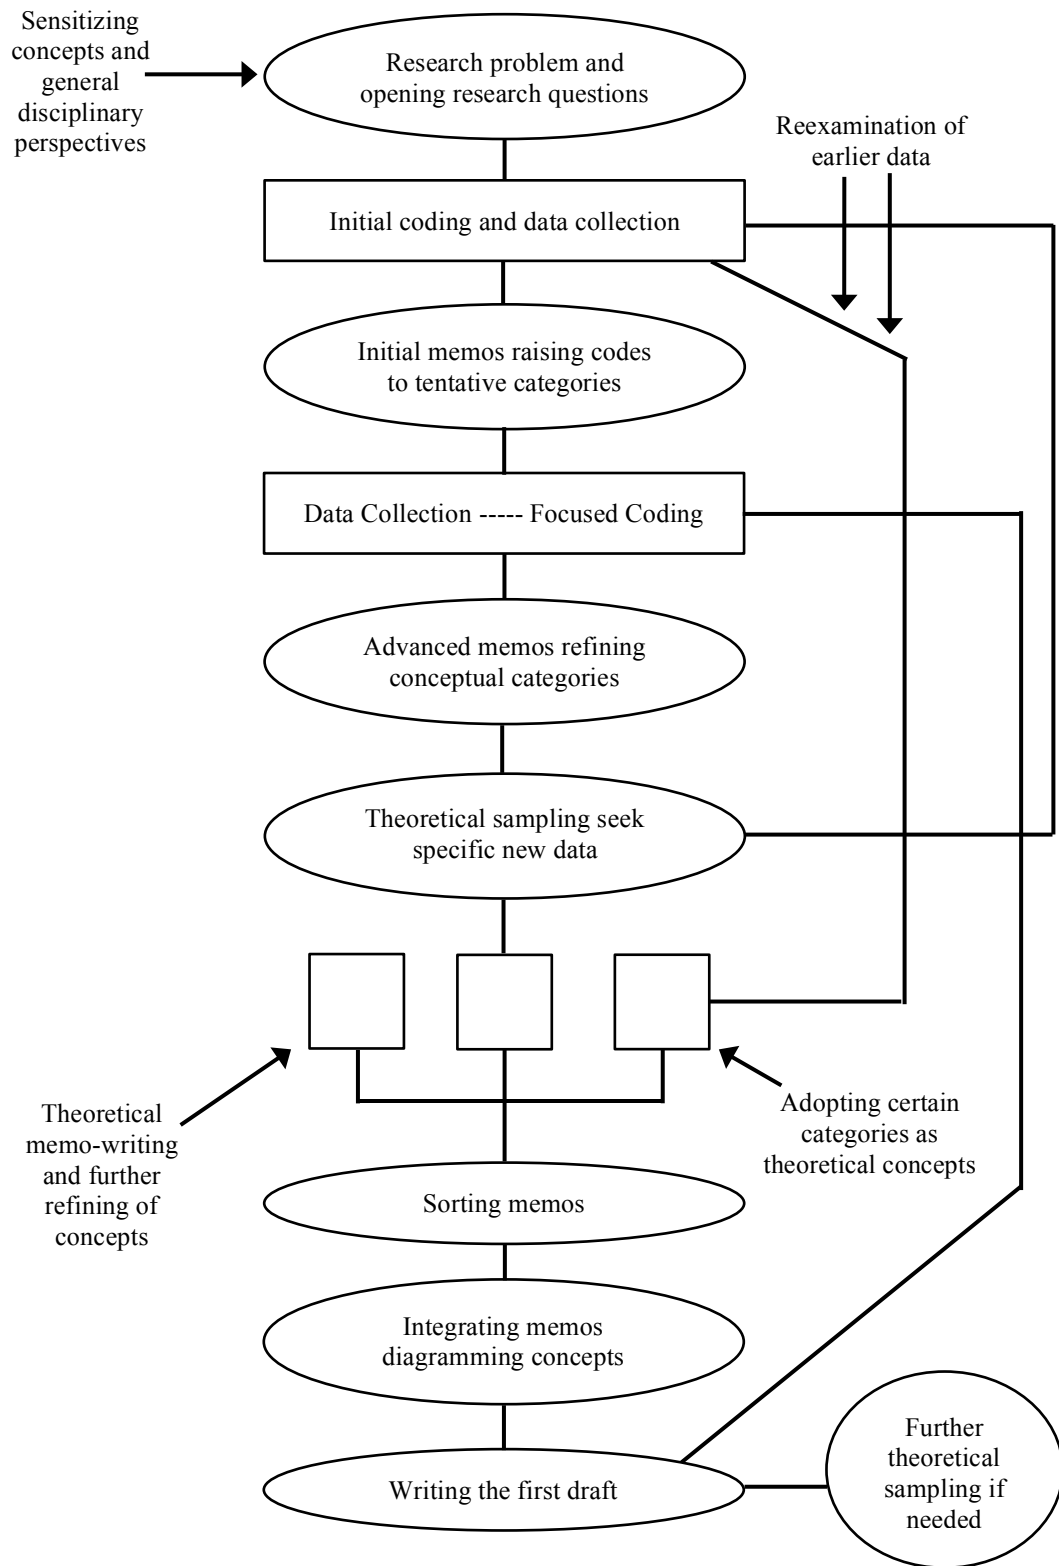 Sensitizing
concepts and
general
disciplinary
perspectives
Research problem and
opening research questions
Reexamination of
earlier data
Initial coding and data collection
Initial memos raising codes
to tentative categories
Data Collection ----- Focused Coding
Advanced memos refining
conceptual categories
Theoretical sampling seek
specific new data
Theoretical
memo-writing
and further
refining of
concepts
Adopting certain
categories as
theoretical concepts
Sorting memos
Integrating memos
diagramming concepts
Writing the first draft
Further
theoretical
sampling if
needed